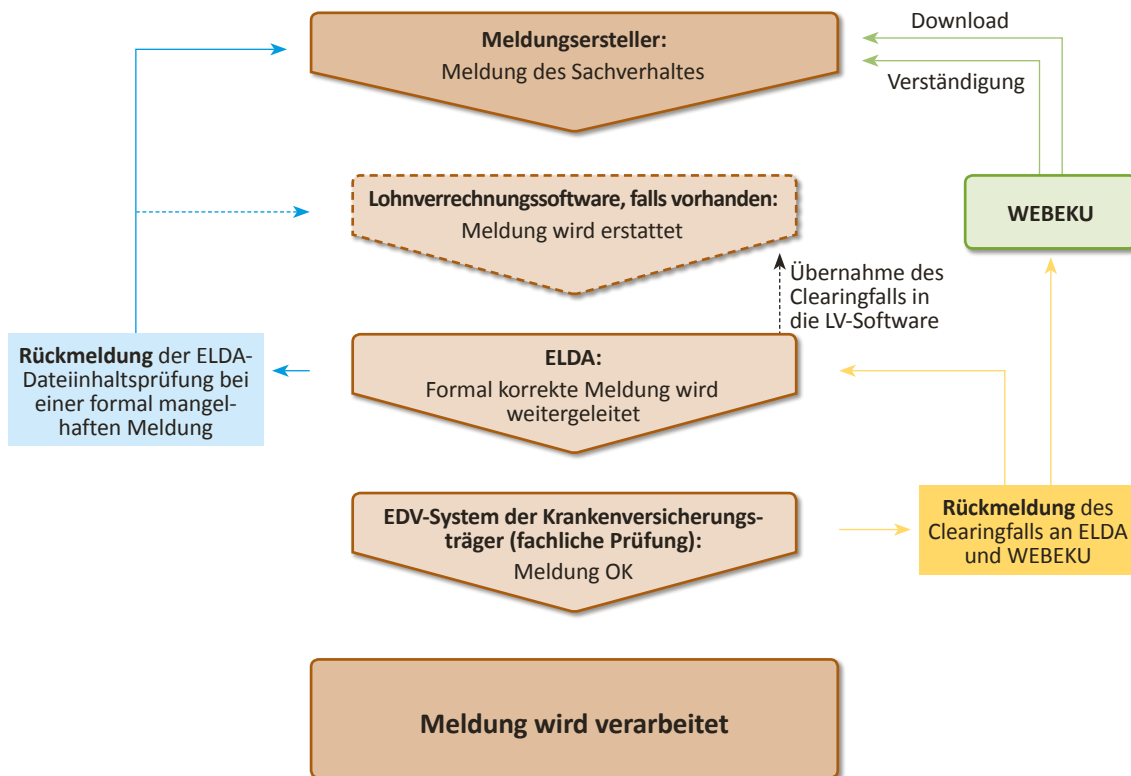 Download
Meldungsersteller:
Meldung des Sachverhaltes
Verständigung
Lohnverrechnungssoftware, falls vorhanden:
Meldung wird erstattet
WEBEKU
Übernahme des
Clearingfalls in
die LV-Software
Rückmeldung der ELDA-
Dateiinhaltsprüfung bei
einer formal mangel-
haften Meldung
ELDA:
Formal korrekte Meldung wird
weitergeleitet
EDV-System der Krankenversicherungs-
träger (fachliche Prüfung):
Meldung OK
Rückmeldung des
Clearingfalls an ELDA
und WEBEKU
Meldung wird verarbeitet